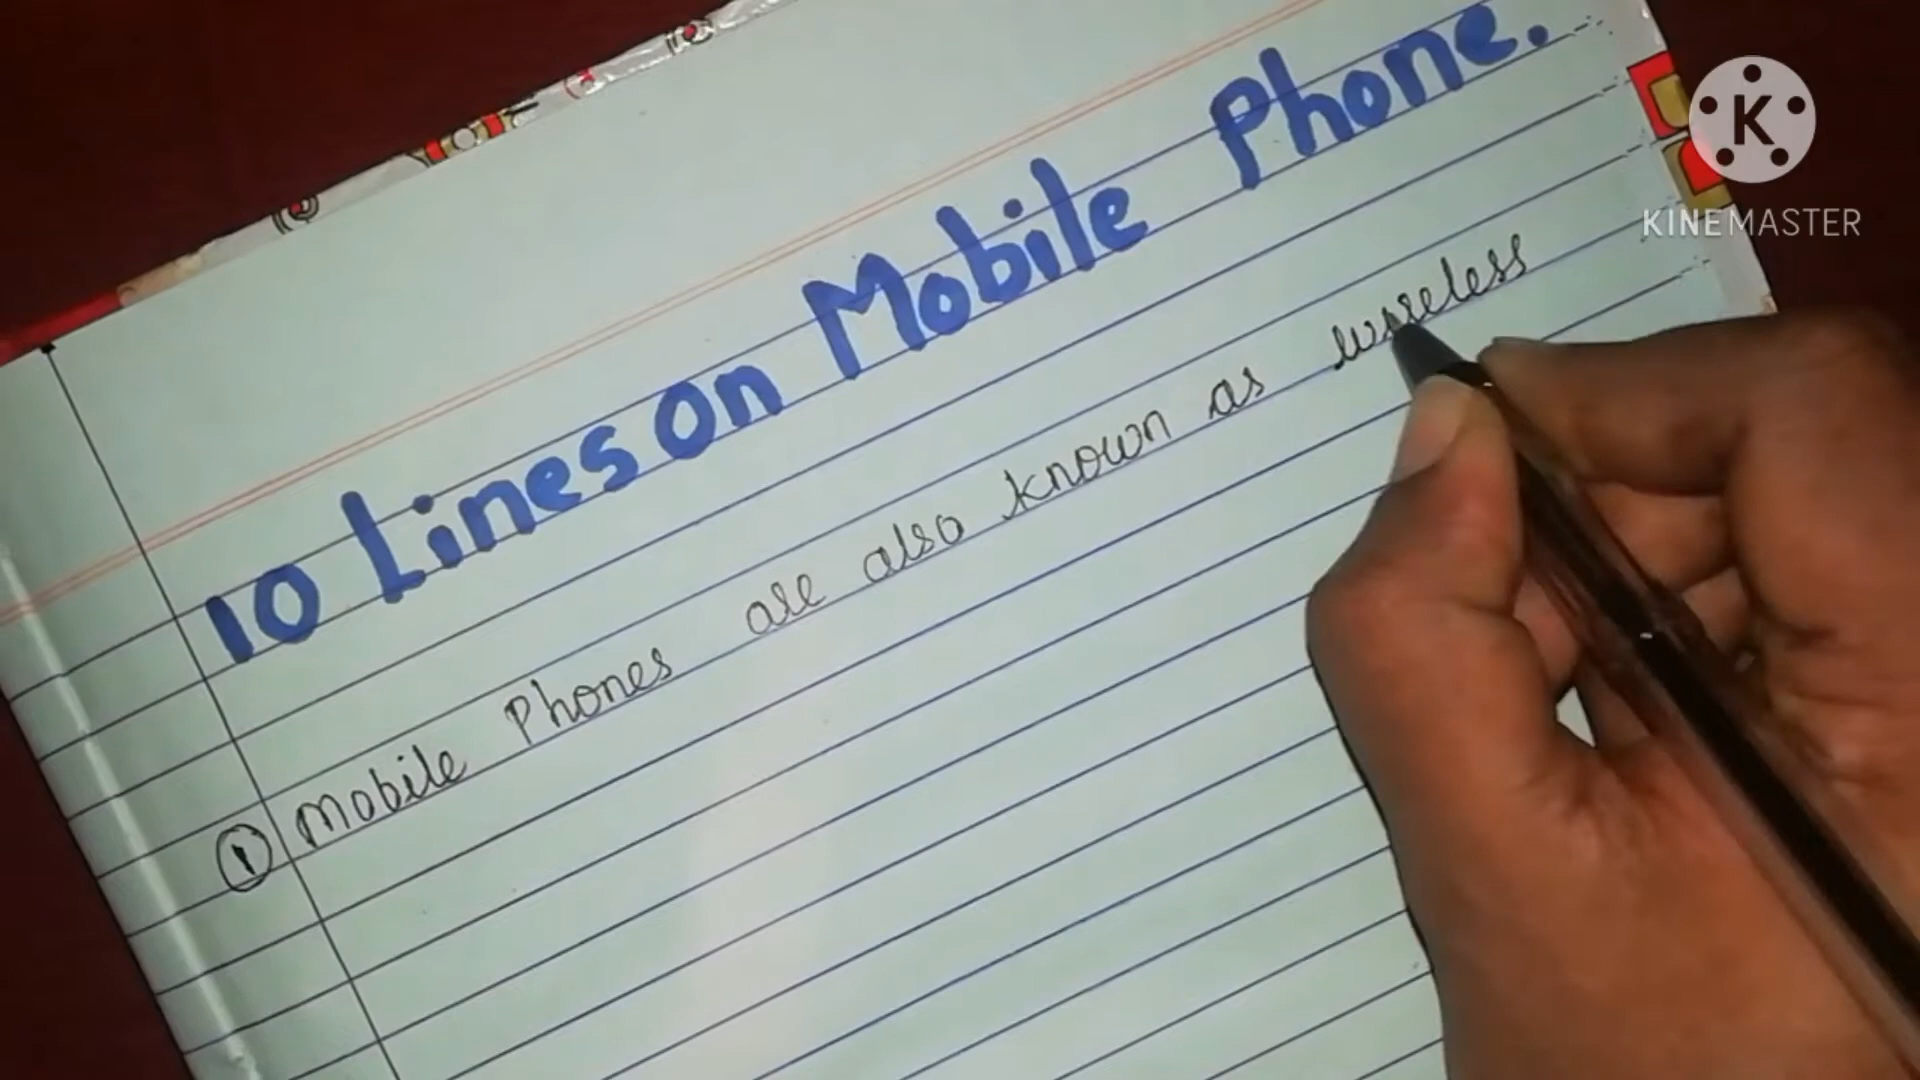 10 Lines on Mobile Phone.
① Mobile Phones are also known as wireless
K
KINEMASTER